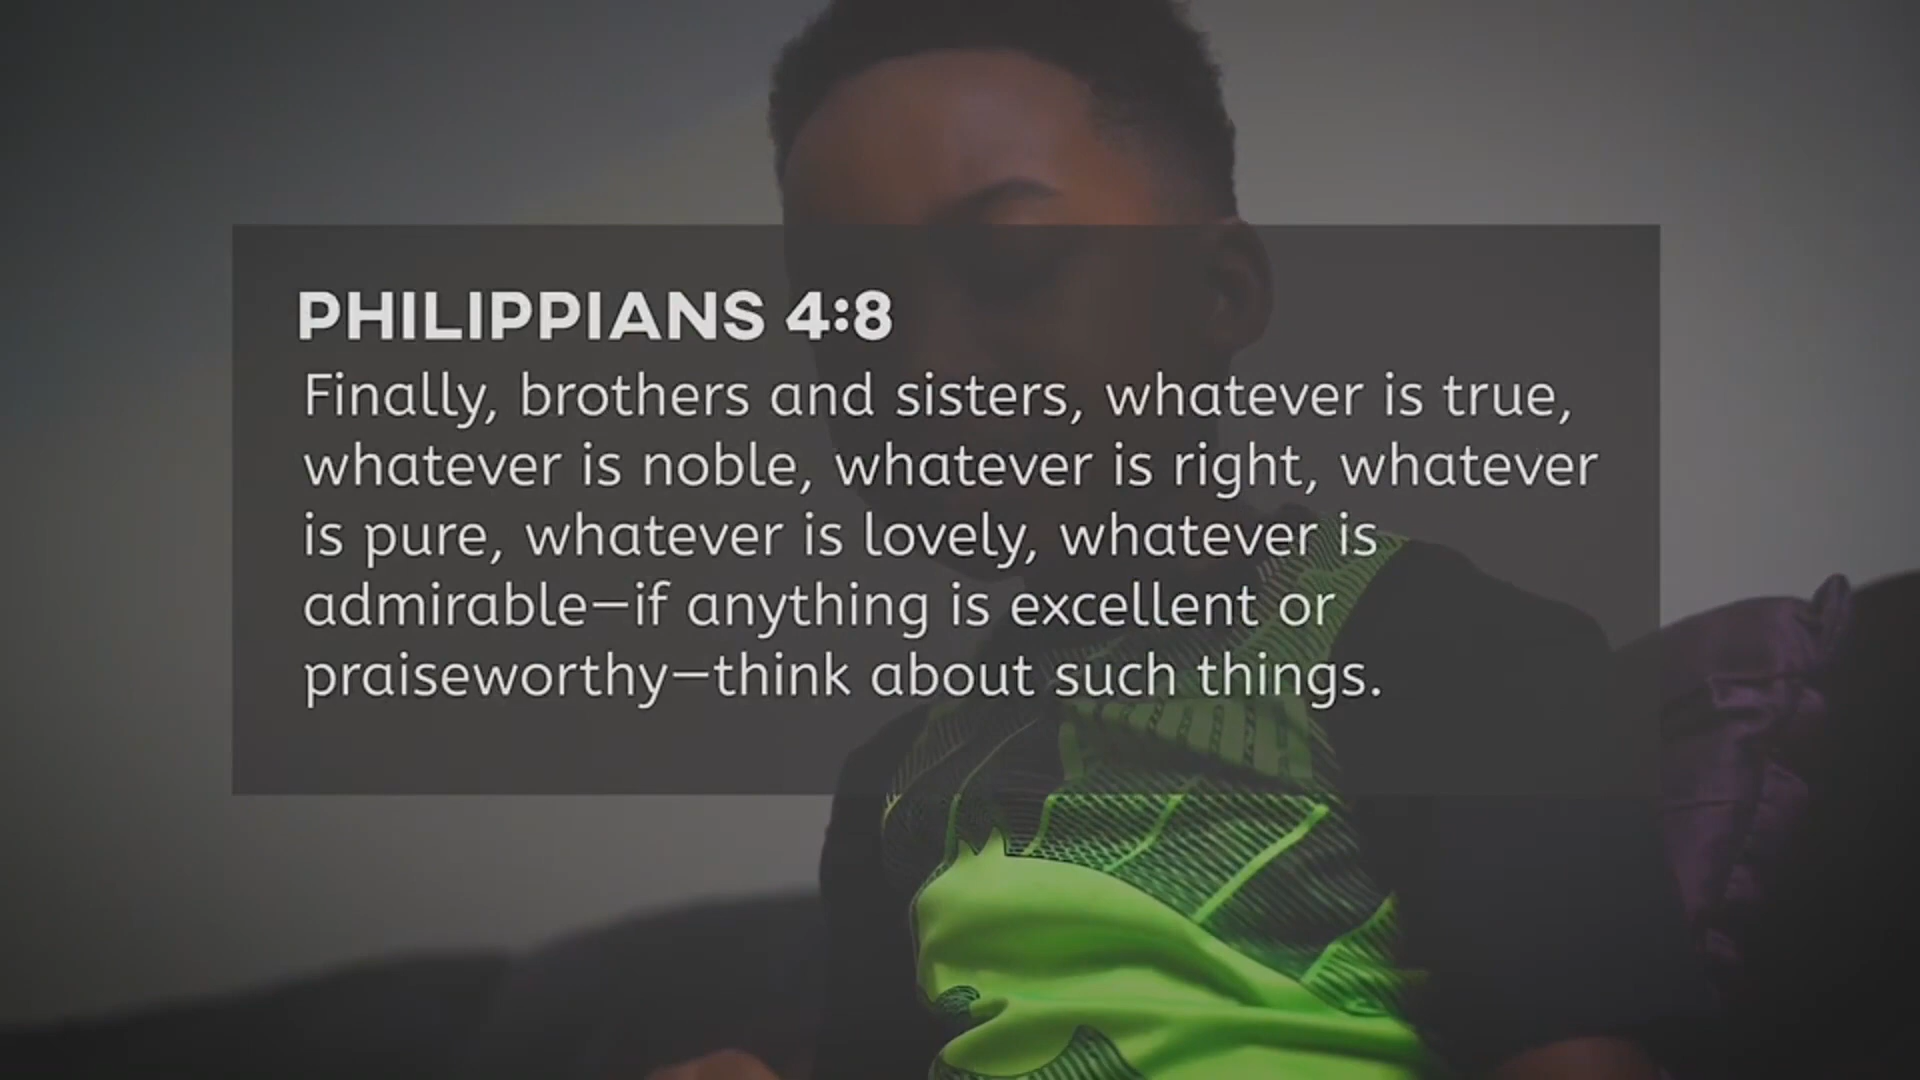 PHILIPPIANS 4:8
Finally, brothers and sisters, whatever is true,
whatever is noble, whatever is right, whatever
is pure, whatever is lovely, whatever is
admirable—if anything is excellent or
praiseworthy—think about such things.